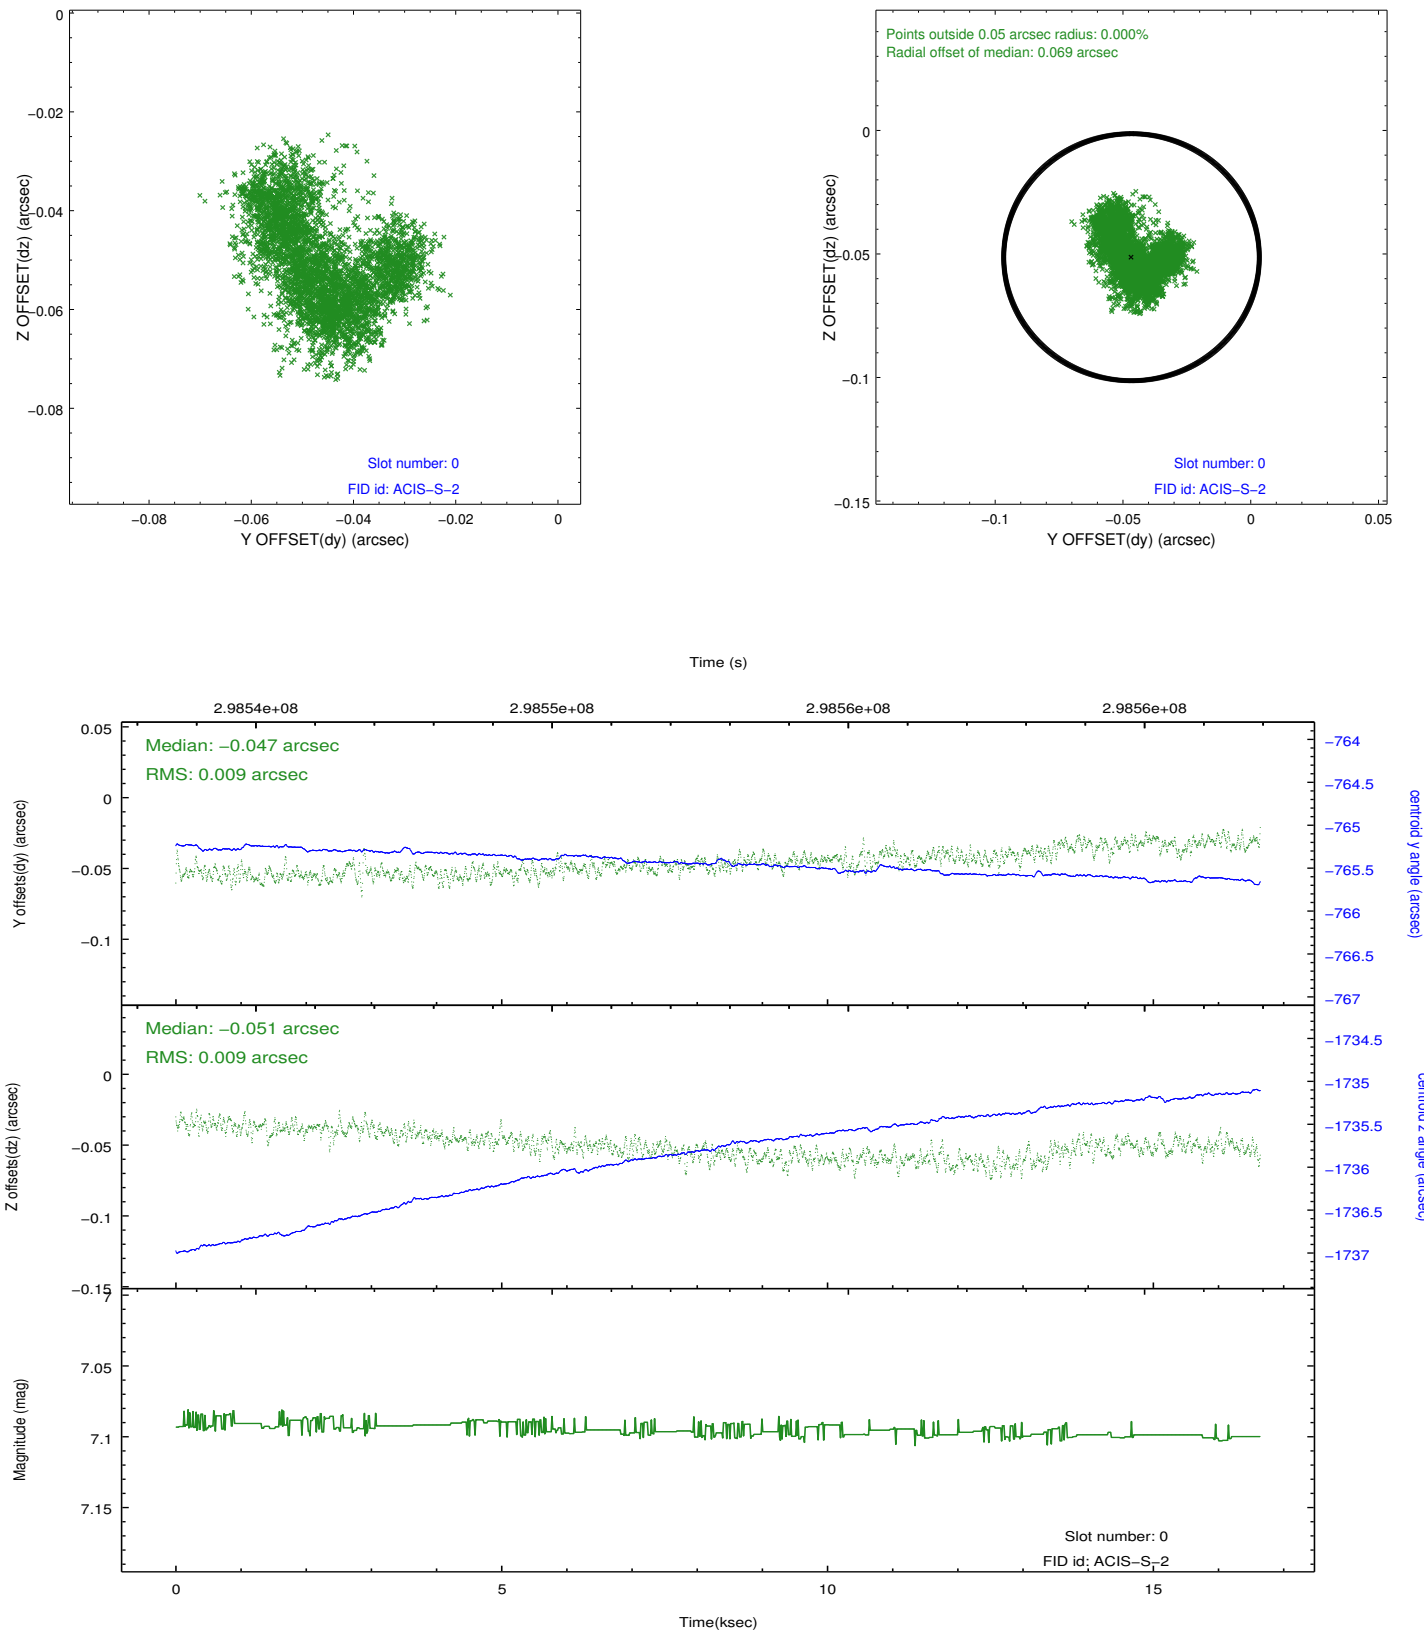 0
−0.02
−0.04
−0.06
−0.08
Z OFFSET(dz) (arcsec)
Slot number: 0
FID id: ACIS−S−2
−0.08
−0.06
−0.04
−0.02
0
Y OFFSET(dy) (arcsec)
Points outside 0.05 arcsec radius: 0.000%
Radial offset of median: 0.069 arcsec
0
−0.05
−0.1
−0.15
Z OFFSET(dz) (arcsec)
Slot number: 0
FID id: ACIS−S−2
−0.1
−0.05
0
0.05
Y OFFSET(dy) (arcsec)
Time (s)
2.9854e+08
2.9855e+08
2.9856e+08
2.9856e+08
Median: −0.047 arcsec
RMS: 0.009 arcsec
0.05
0
−0.05
−0.1
Y offsets(dy) (arcsec)
−764
−764.5
−765
−765.5
−766
−766.5
−767
centroid y angle (arcsec)
Median: −0.051 arcsec
RMS: 0.009 arcsec
0
−0.05
−0.1
−0.15
Z offsets(dz) (arcsec)
−1734.5
−1735
−1735.5
−1736
−1736.5
−1737
centroid z angle (arcsec)
7
7.05
7.1
7.15
Magnitude (mag)
Slot number: 0
FID id: ACIS−S−2
0
5
10
15
Time(ksec)